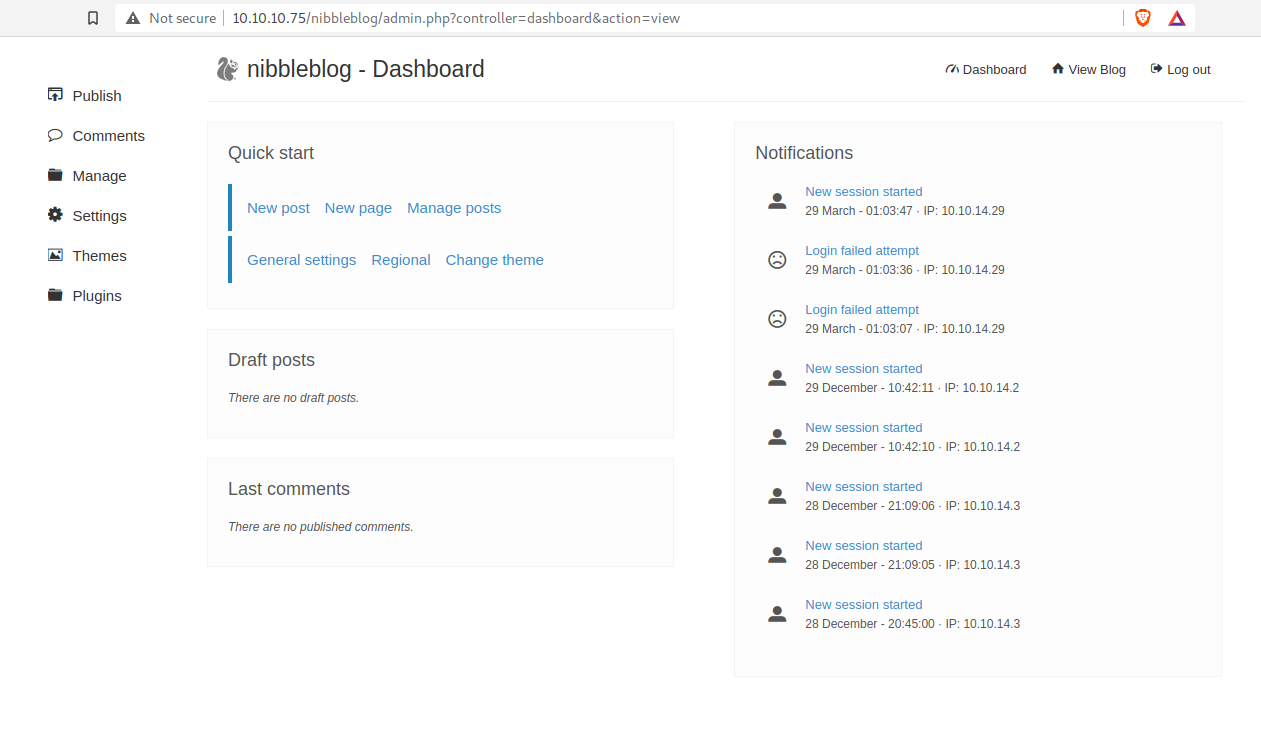 Not secure 10.10.10.75/nibbleblog/admin.php?controller=dashboard&action=view
nibbleblog - Dashboard
Dashboard View Blog Log out
Publish
Comments
Manage
Settings
Themes
Plugins
Quick start
New post New page Manage posts
General settings Regional Change theme
Draft posts
There are no draft posts.
Last comments
There are no published comments.
Notifications
New session started
29 March - 01:03:47 · IP: 10.10.14.29
Login failed attempt
29 March - 01:03:36 · IP: 10.10.14.29
Login failed attempt
29 March - 01:03:07 · IP: 10.10.14.29
New session started
29 December - 10:42:11 · IP: 10.10.14.2
New session started
29 December - 10:42:10 · IP: 10.10.14.2
New session started
28 December - 21:09:06 · IP: 10.10.14.3
New session started
28 December - 21:09:05 · IP: 10.10.14.3
New session started
28 December - 20:45:00 · IP: 10.10.14.3